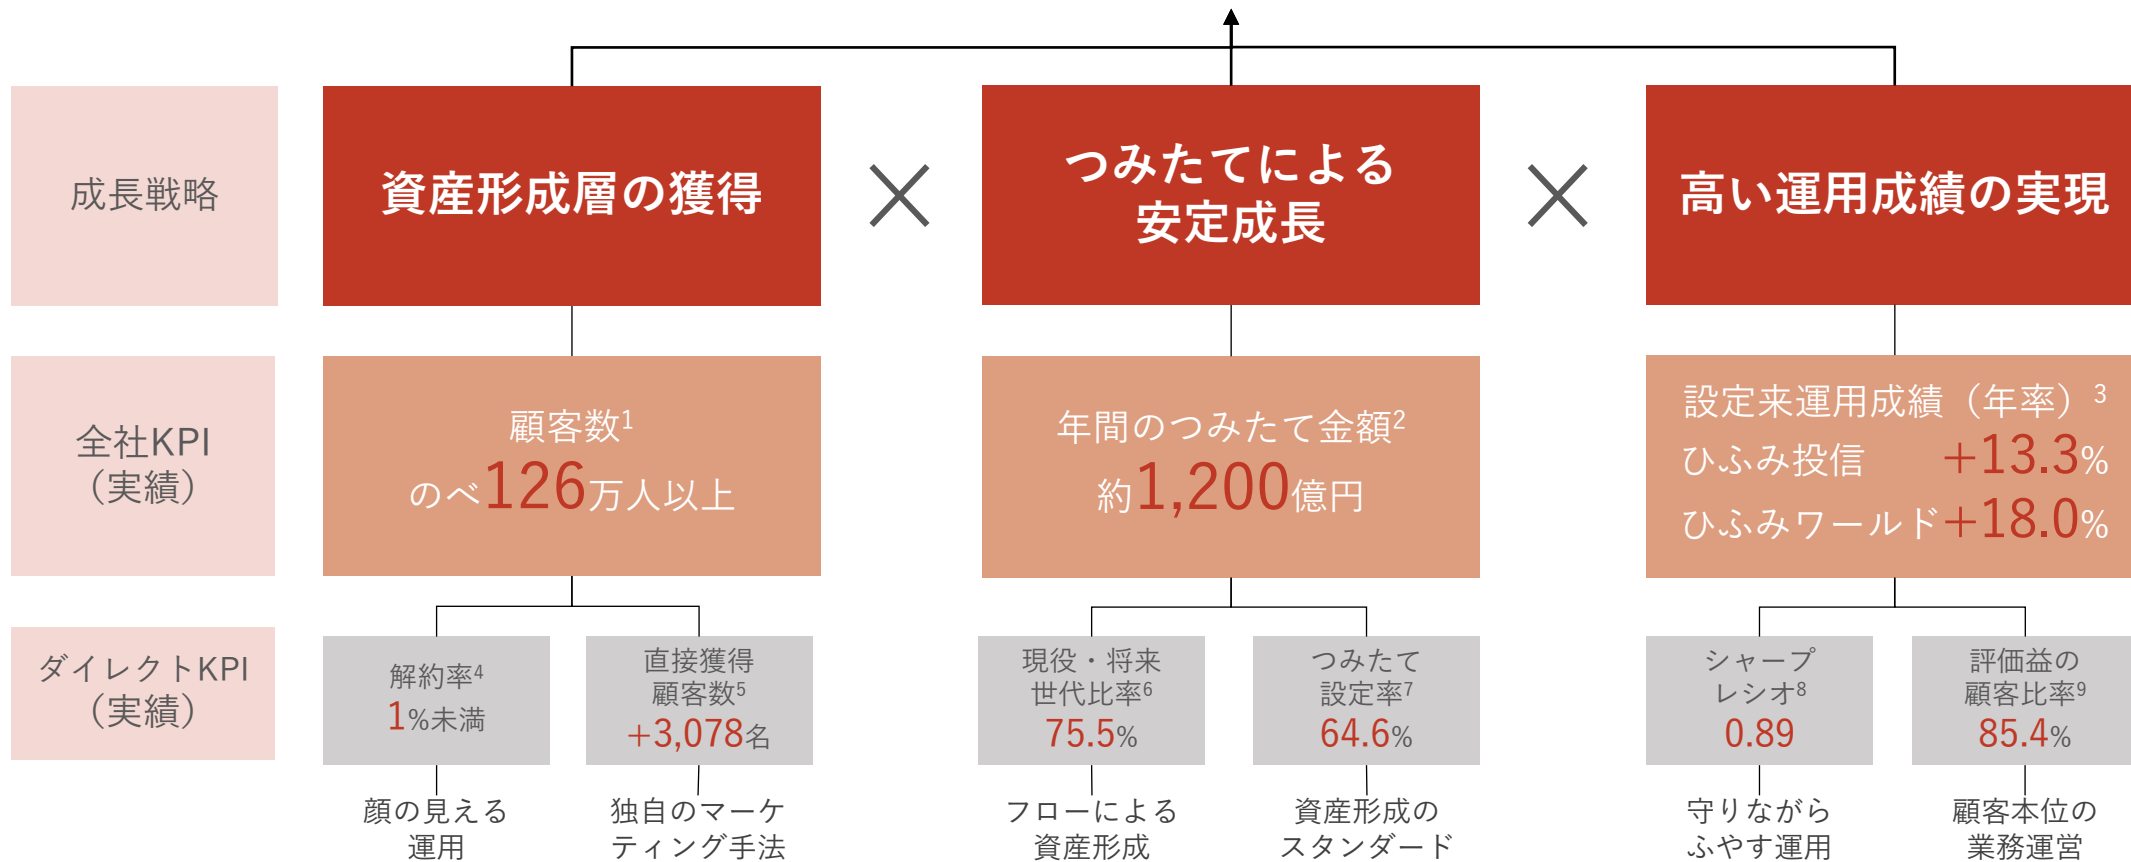 成長戦略
資産形成層の獲得
つみたてによる
安定成長
高い運用成績の実現
全社KPI
（実績）
顧客数1
のべ126万人以上
年間のつみたて金額2
約1,200億円
設定来運用成績（年率）3
ひふみ投信 +13.3%
ひふみワールド+18.0%
ダイレクトKPI
（実績）
解約率4
1%未満
直接獲得
顧客数5
+3,078名
現役・将来
世代比率6
75.5%
つみたて
設定率7
64.6%
シャープ
レシオ8
0.89
評価益の
顧客比率9
85.4%
顔の見える
運用
独自のマーケ
ティング手法
フローによる
資産形成
資産形成の
スタンダード
守りながら
ふやす運用
顧客本位の
業務運営